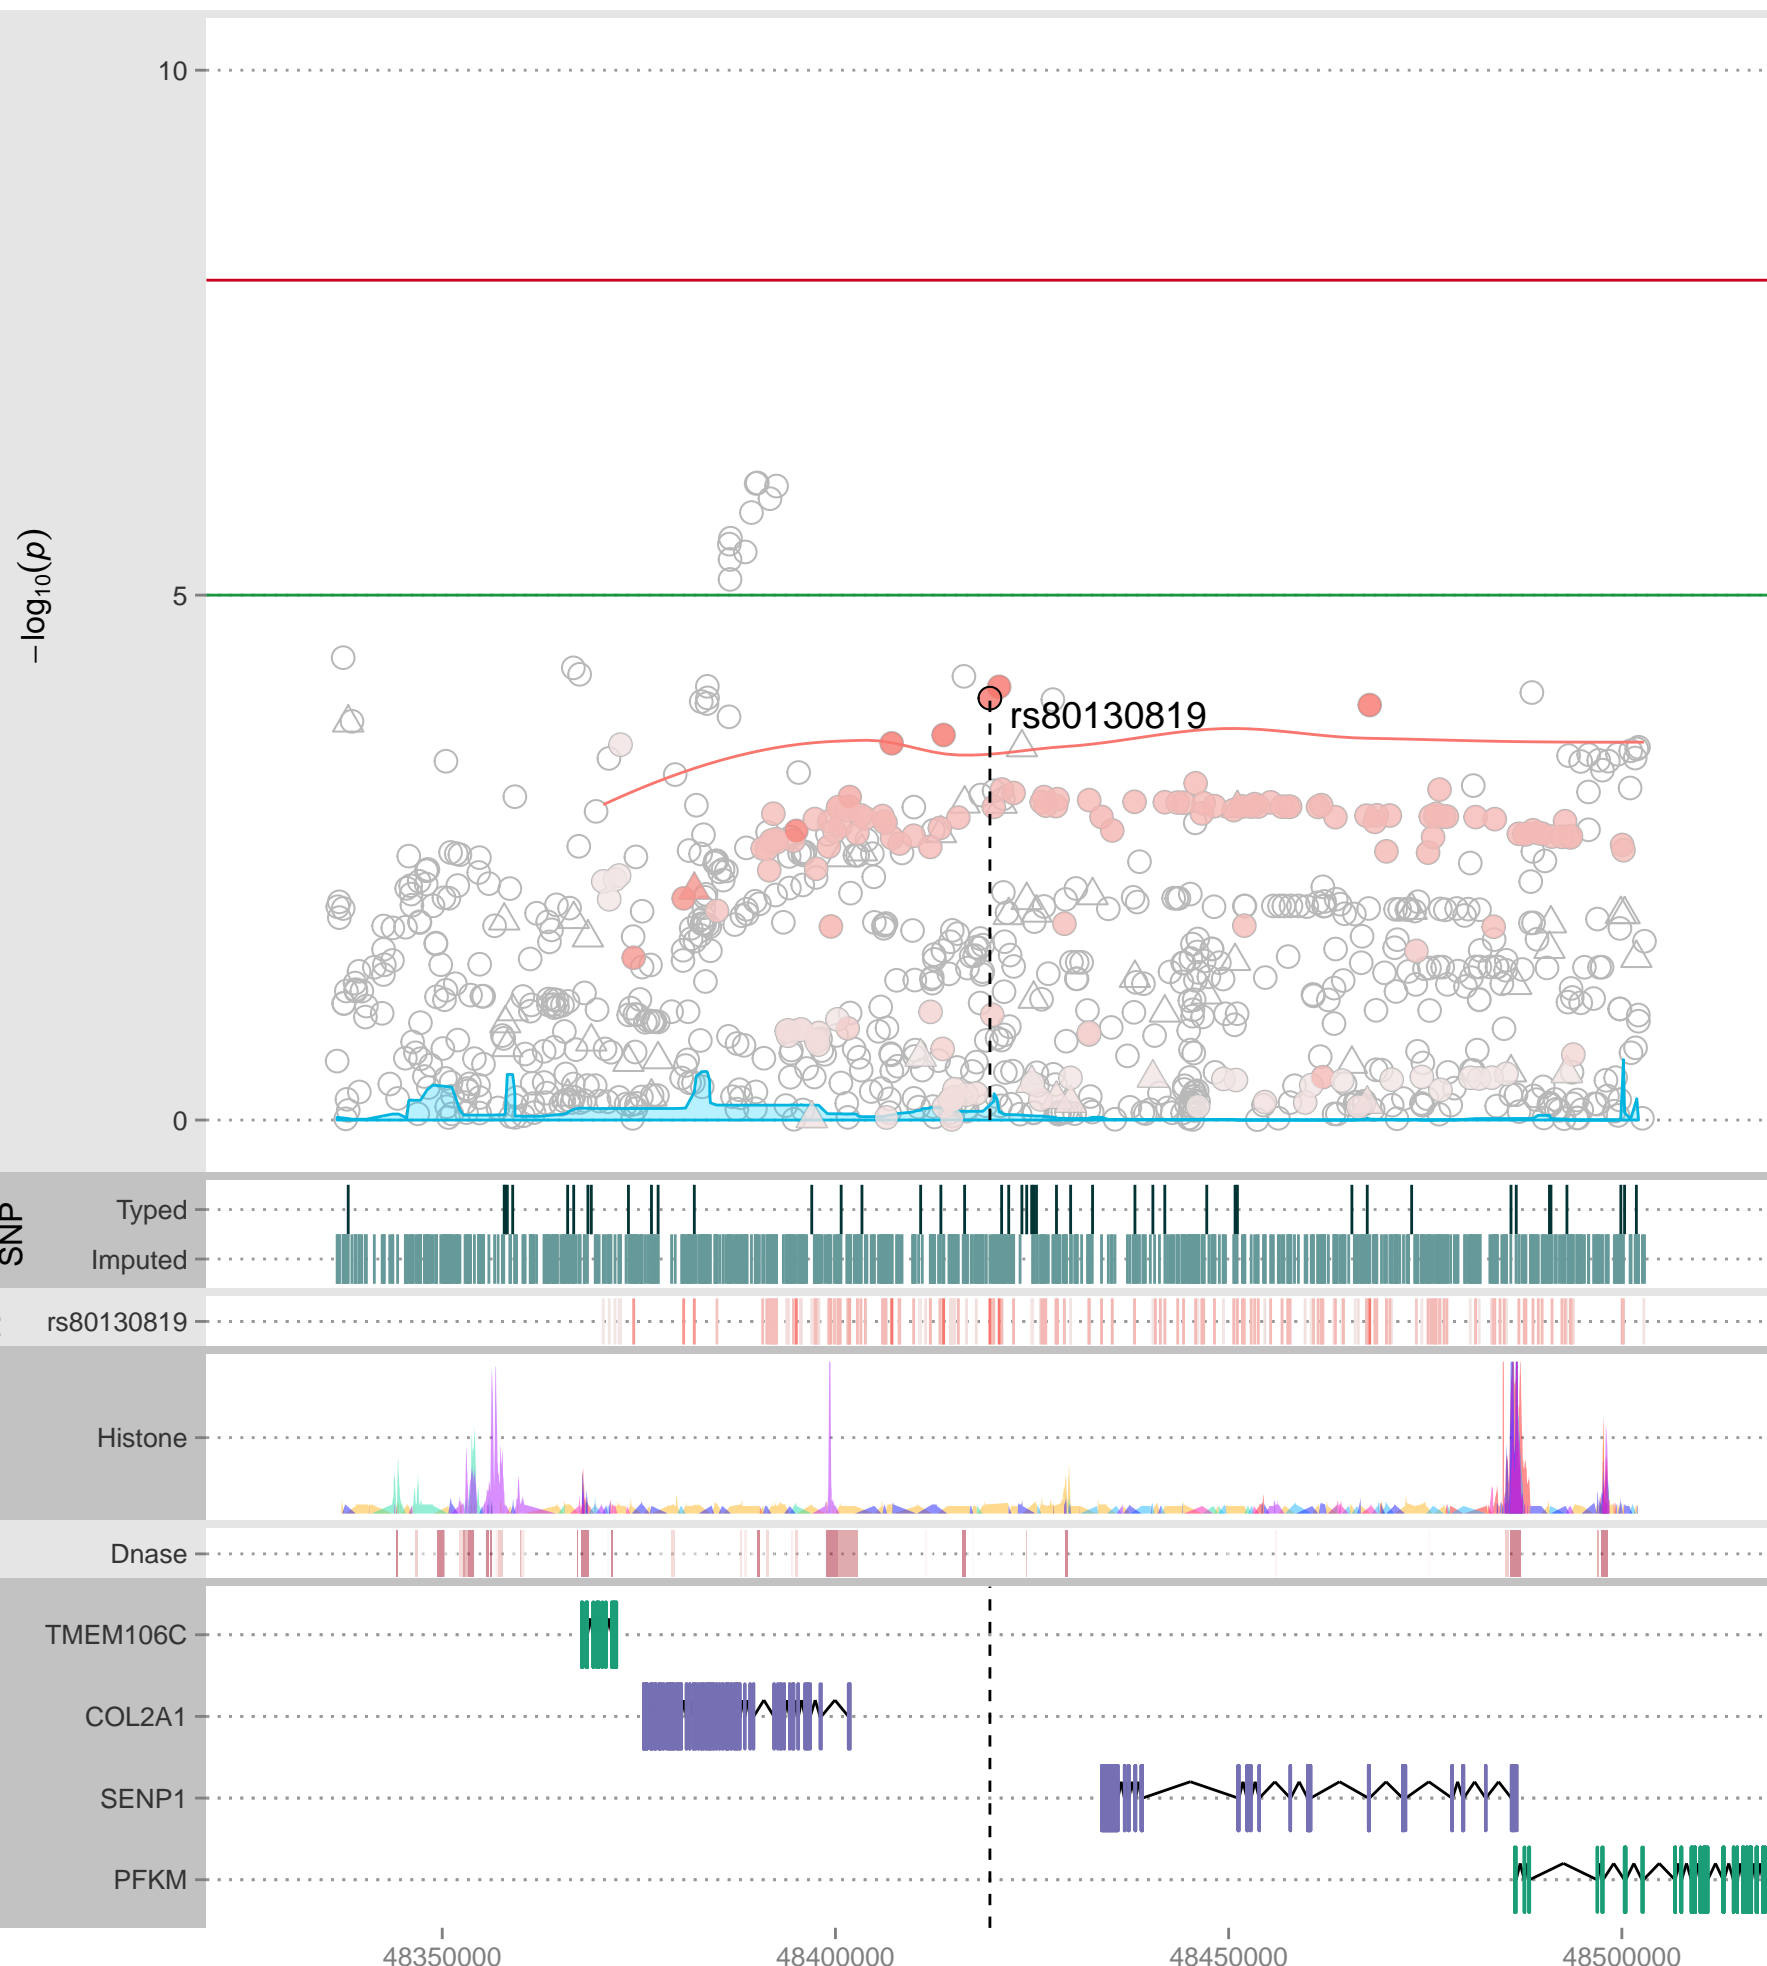 10
5
0
−log10(p)
rs80130819
SNP
Typed
Imputed
rs80130819
Histone
Dnase
TMEM106C
COL2A1
SENP1
PFKM
48350000 48400000 48450000 48500000